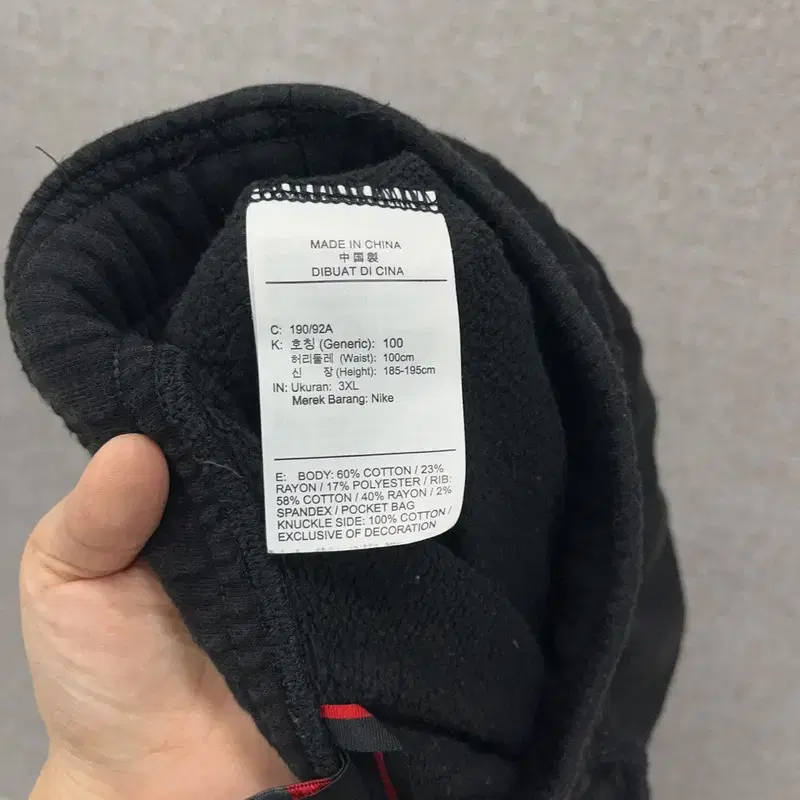 MADE IN CHINA
中国製
DIBUAT DI CINA
C: 190/92A
K: 호칭 (Generic): 100
허리둘레 (Waist): 100cm
신 장 (Height): 185-195cm
IN: Ukuran: 3XL
Merek Barang: Nike
E: BODY: 60% COTTON / 23%
RAYON / 17% POLYESTER / RIB:
58% COTTON / 40% RAYON / 2%
SPANDEX / POCKET BAG
KNUCKLE SIDE: 100% COTTON /
EXCLUSIVE OF DECORATION